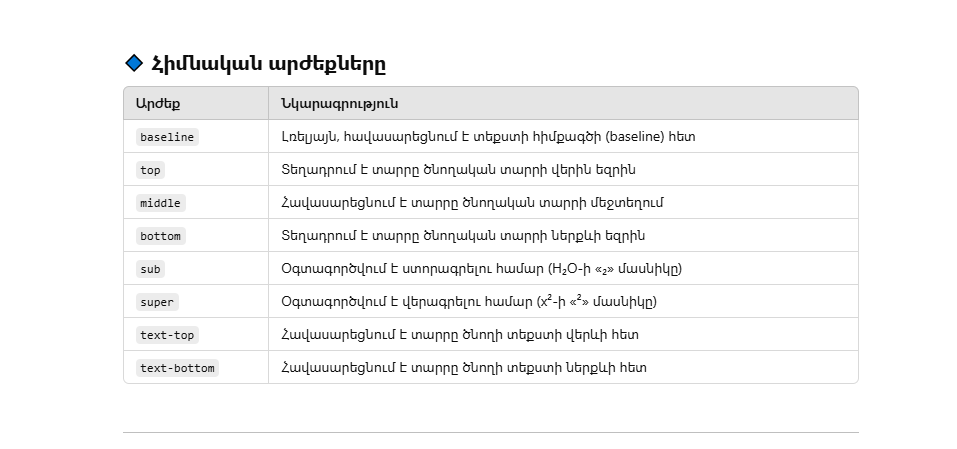 🔷 Հիմնական արժեքները
Արժեք Նկարագրություն
baseline Լռելյայն, հավասարեցնում է տեքստի հիմքագծի (baseline) հետ
top Տեղադրում է տարրը ծնողական տարրի վերին եզրին
middle Հավասարեցնում է տարրը ծնողական տարրի մեջտեղում
bottom Տեղադրում է տարրը ծնողական տարրի ներքևի եզրին
sub Օգտագործվում է ստորագրելու համար (H₂O-ի «₂» մասնիկը)
super Օգտագործվում է վերագրելու համար (x²-ի «²» մասնիկը)
text-top Հավասարեցնում է տարրը ծնողի տեքստի վերևի հետ
text-bottom Հավասարեցնում է տարրը ծնողի տեքստի ներքևի հետ